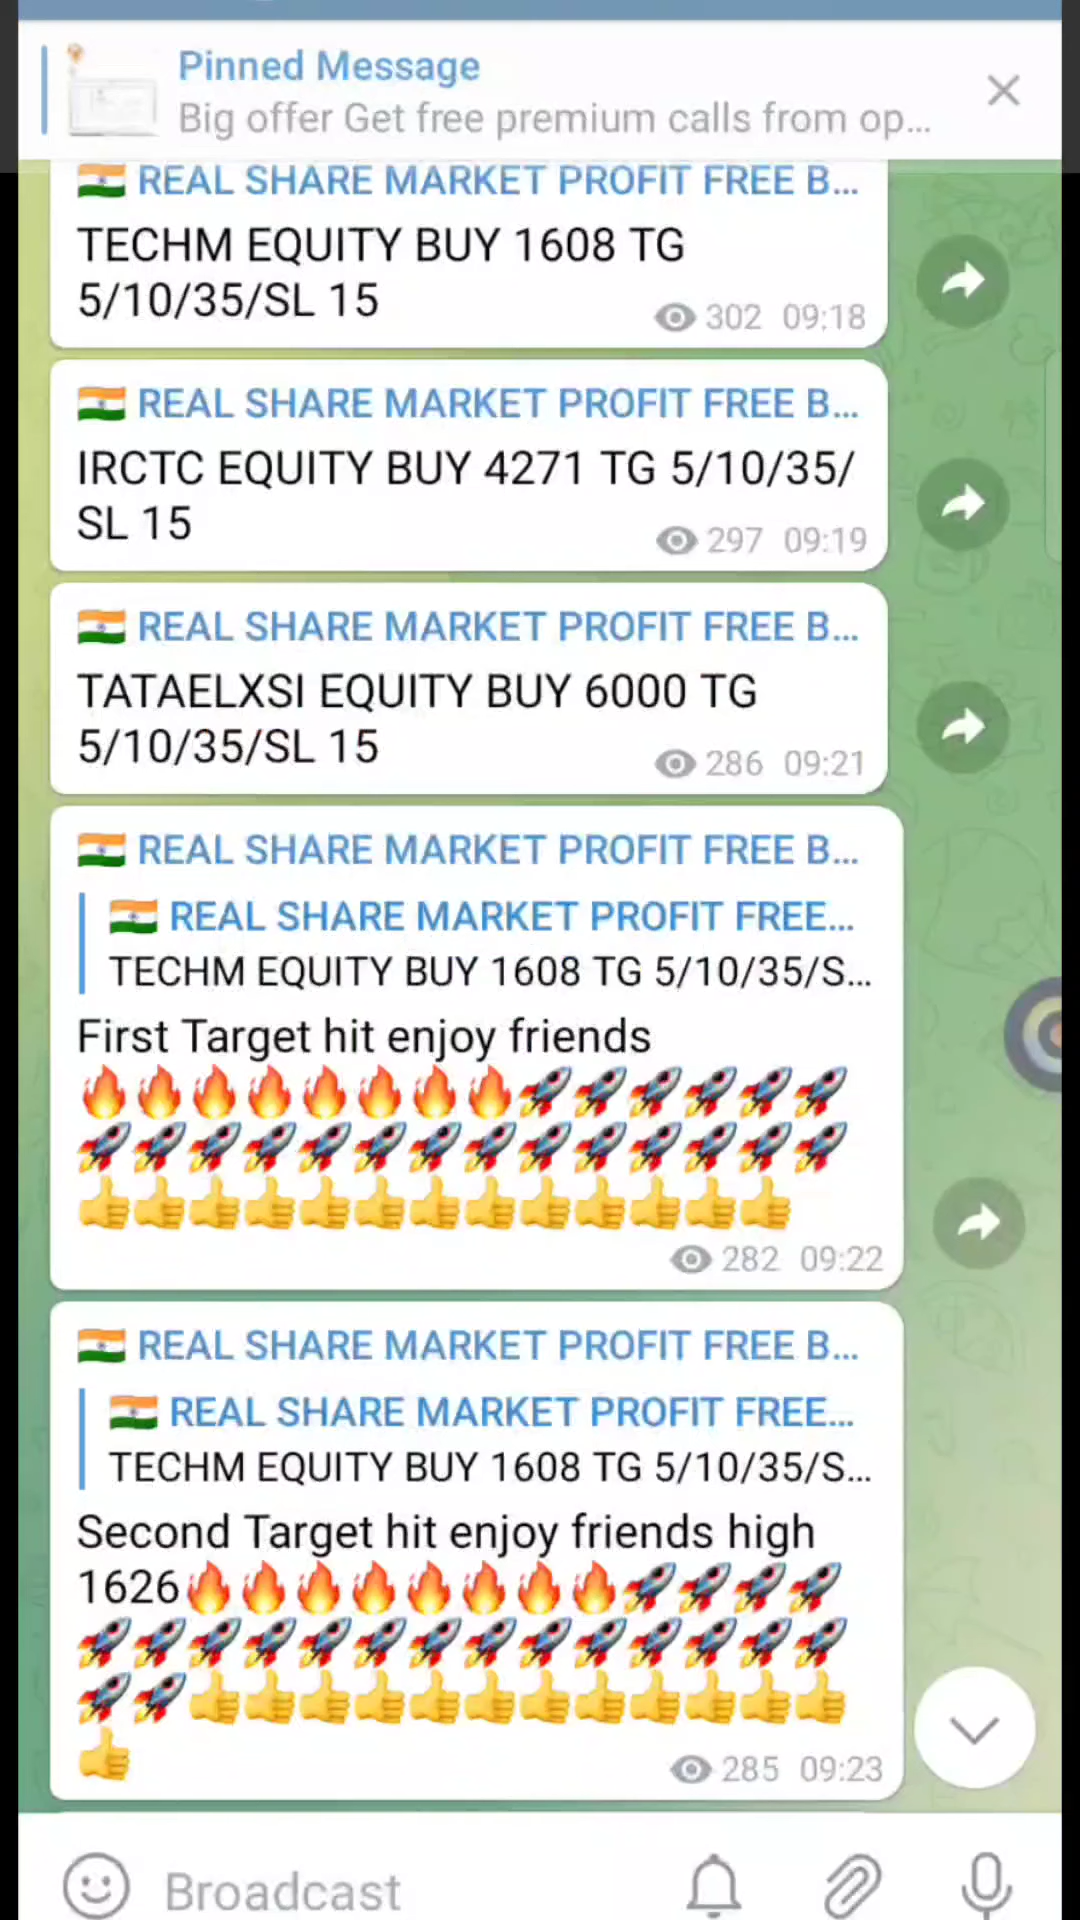 Pinned Message
Big offer Get free premium calls from op...
🇮🇳 REAL SHARE MARKET PROFIT FREE B...
TECHM EQUITY BUY 1608 TG
5/10/35/SL 15
302 09:18
🇮🇳 REAL SHARE MARKET PROFIT FREE B...
IRCTC EQUITY BUY 4271 TG 5/10/35/
SL 15
297 09:19
🇮🇳 REAL SHARE MARKET PROFIT FREE B...
TATAELXSI EQUITY BUY 6000 TG
5/10/35/SL 15
286 09:21
🇮🇳 REAL SHARE MARKET PROFIT FREE B...
🇮🇳 REAL SHARE MARKET PROFIT FREE...
TECHM EQUITY BUY 1608 TG 5/10/35/S...
First Target hit enjoy friends
🔥🔥🔥🔥🔥🔥🔥🔥🚀🚀🚀🚀🚀🚀
🚀🚀🚀🚀🚀🚀🚀🚀🚀🚀🚀🚀🚀🚀
👍👍👍👍👍👍👍👍👍👍👍👍👍
282 09:22
🇮🇳 REAL SHARE MARKET PROFIT FREE B...
🇮🇳 REAL SHARE MARKET PROFIT FREE...
TECHM EQUITY BUY 1608 TG 5/10/35/S...
Second Target hit enjoy friends high
1626🔥🔥🔥🔥🔥🔥🔥🔥🚀🚀🚀🚀
🚀🚀🚀🚀🚀🚀🚀🚀🚀🚀🚀🚀🚀🚀
🚀🚀👍👍👍👍👍👍👍👍👍👍👍👍
👍
285 09:23
Broadcast